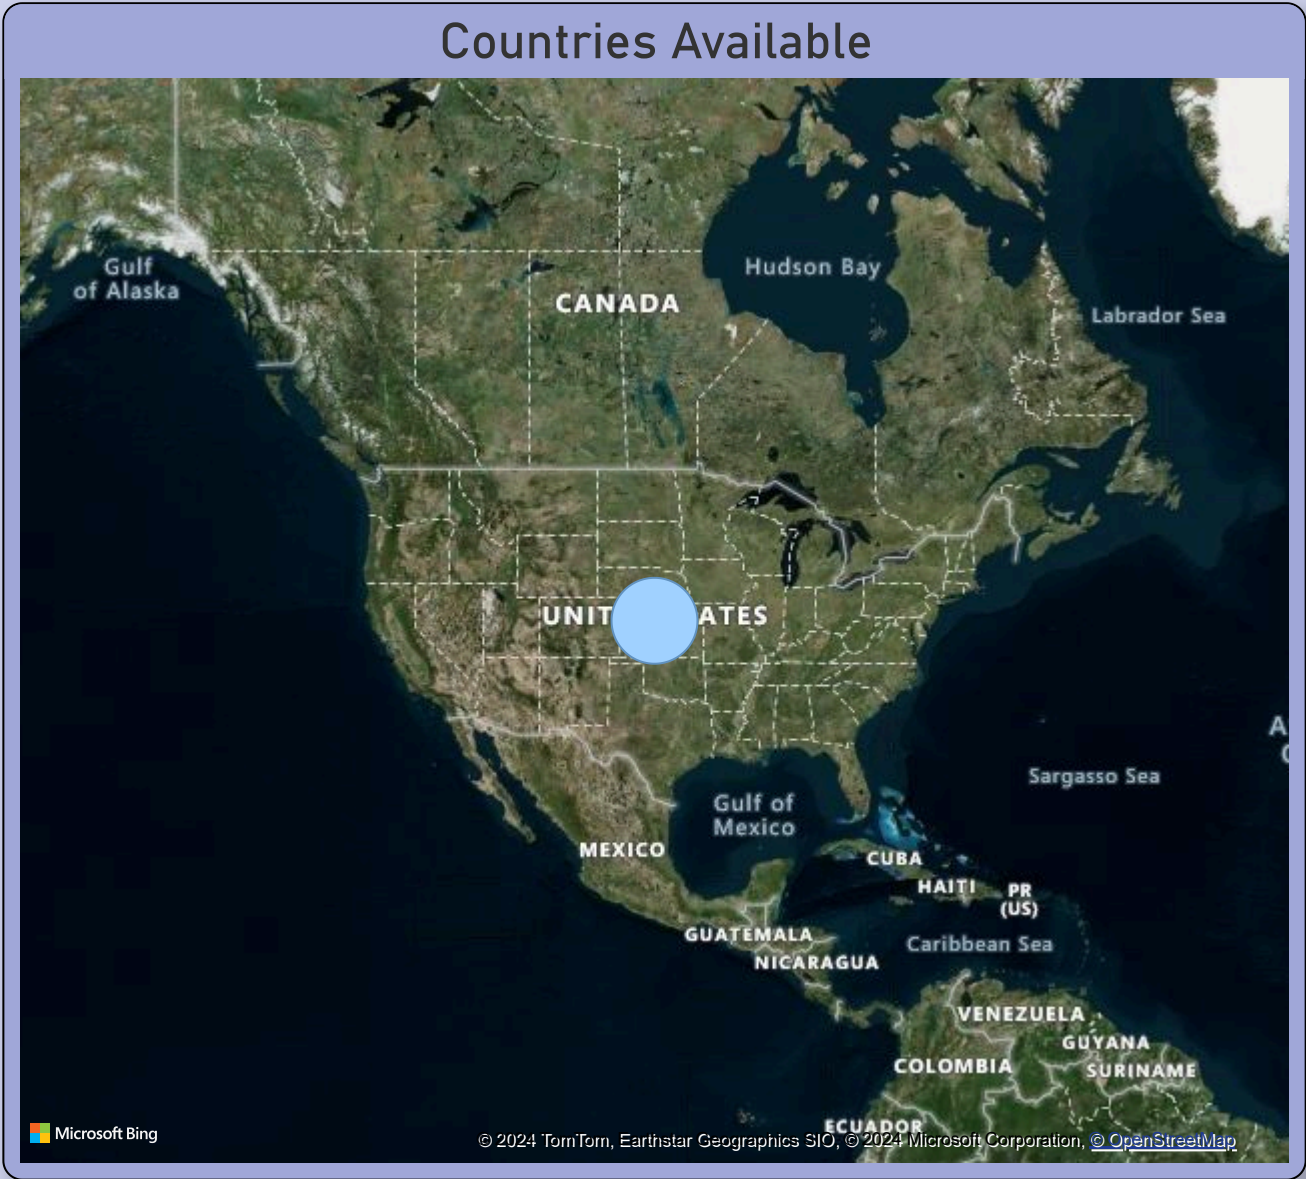 Countries Available
Gulf
of Alaska
Hudson Bay
CANADA
Labrador Sea
UNIT ATES
Sargasso Sea
Gulf of
Mexico
MEXICO
CUBA
HAITI
PR
(US)
GUATEMALA
Caribbean Sea
NICARAGUA
VENEZUELA
GUYANA
COLOMBIA
SURINAME
ECUADOR
Microsoft Bing
© 2024 TomTom, Earthstar Geographics SIO, © 2024 Microsoft Corporation, © OpenStreetMap